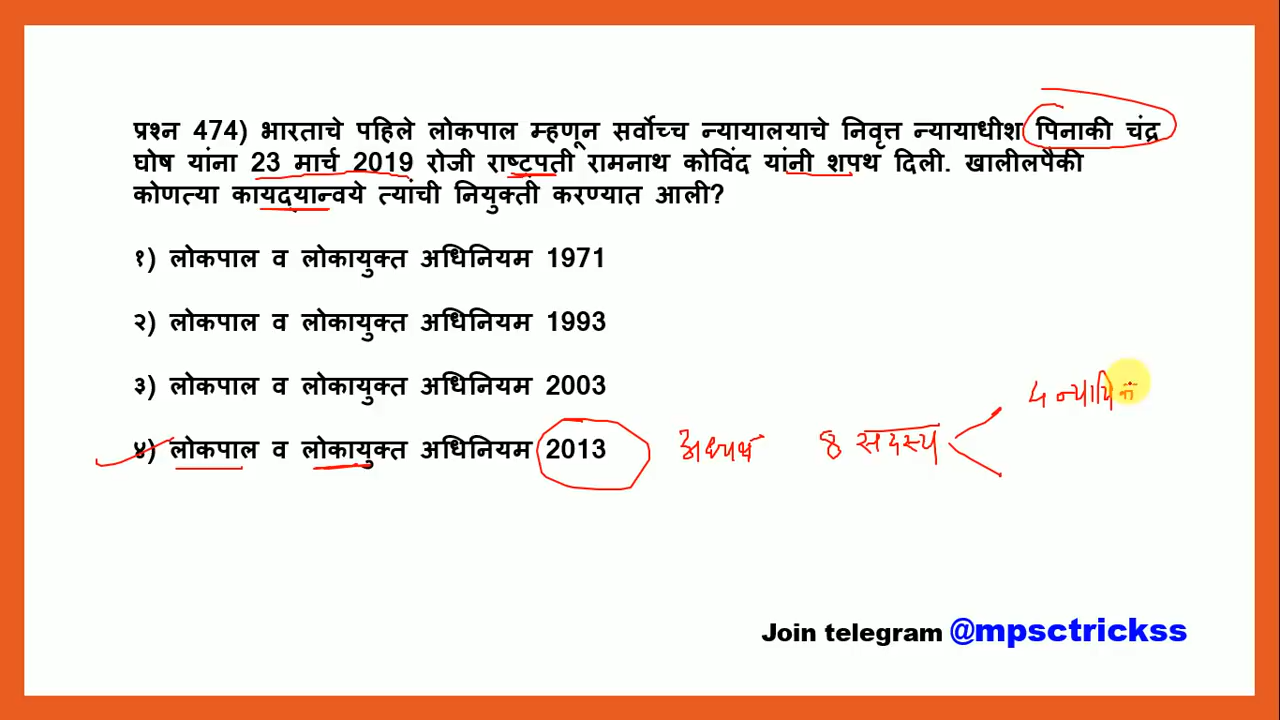 प्रश्न 474) भारताचे पहिले लोकपाल म्हणून सर्वोच्च न्यायालयाचे निवृत्त न्यायाधीश पिनाकी चंद्र
घोष यांना 23 मार्च 2019 रोजी राष्ट्रपती रामनाथ कोविंद यांनी शपथ दिली. खालीलपैकी
कोणत्या कायदयान्वये त्यांची नियुक्ती करण्यात आली?
१) लोकपाल व लोकायुक्त अधिनियम 1971
२) लोकपाल व लोकायुक्त अधिनियम 1993
३) लोकपाल व लोकायुक्त अधिनियम 2003
4 न्यायिक
४) लोकपाल व लोकायुक्त अधिनियम 2013 अध्यक्ष 8 सदस्य
Join telegram @mpsctrickss